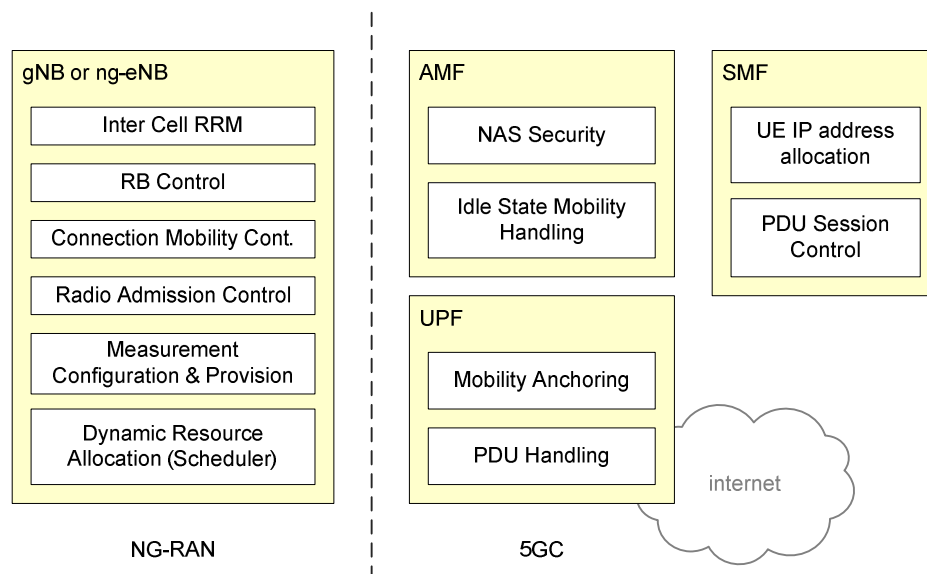 gNB or ng-eNB
Inter Cell RRM
RB Control
Connection Mobility Cont.
Radio Admission Control
Measurement
Configuration & Provision
Dynamic Resource
Allocation (Scheduler)
NG-RAN
AMF
NAS Security
Idle State Mobility
Handling
SMF
UE IP address
allocation
PDU Session
Control
UPF
Mobility Anchoring
PDU Handling
internet
5GC